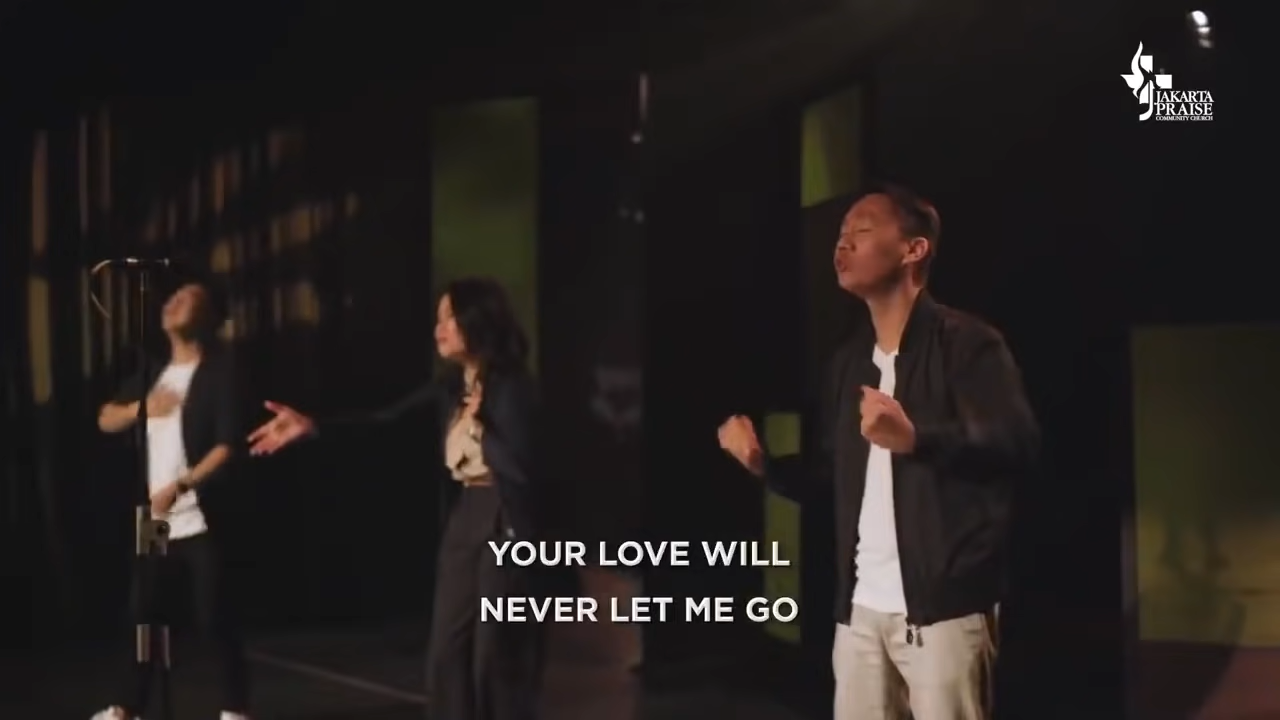 JAKARTA
PRAISE
COMMUNITY CHURCH
YOUR LOVE WILL
NEVER LET ME GO